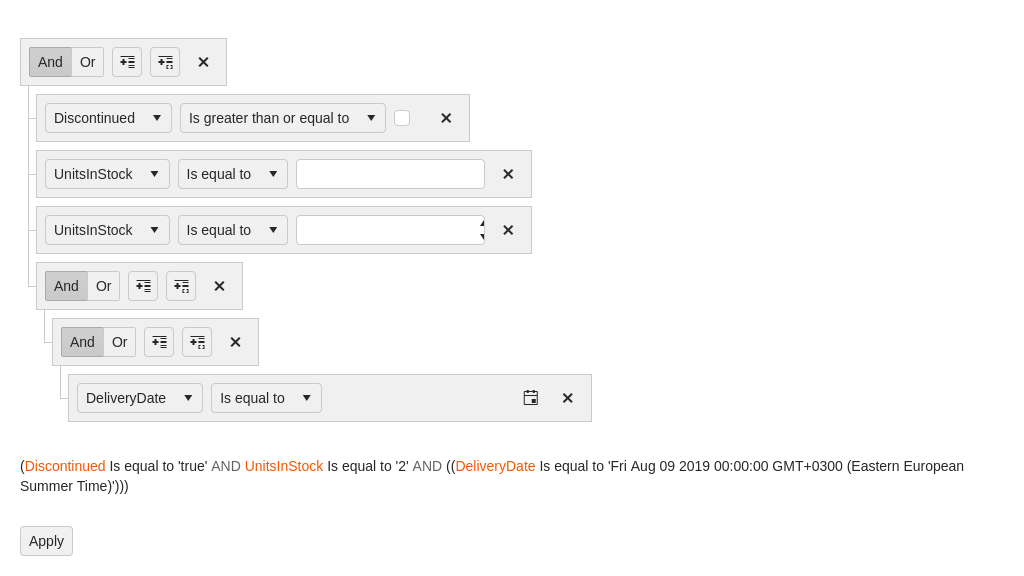 And Or
Discontinued Is greater than or equal to
UnitsInStock Is equal to
UnitsInStock Is equal to
And Or
And Or
DeliveryDate Is equal to
(Discontinued Is equal to 'true' AND UnitsInStock Is equal to '2' AND ((DeliveryDate Is equal to 'Fri Aug 09 2019 00:00:00 GMT+0300 (Eastern European
Summer Time)')))
Apply